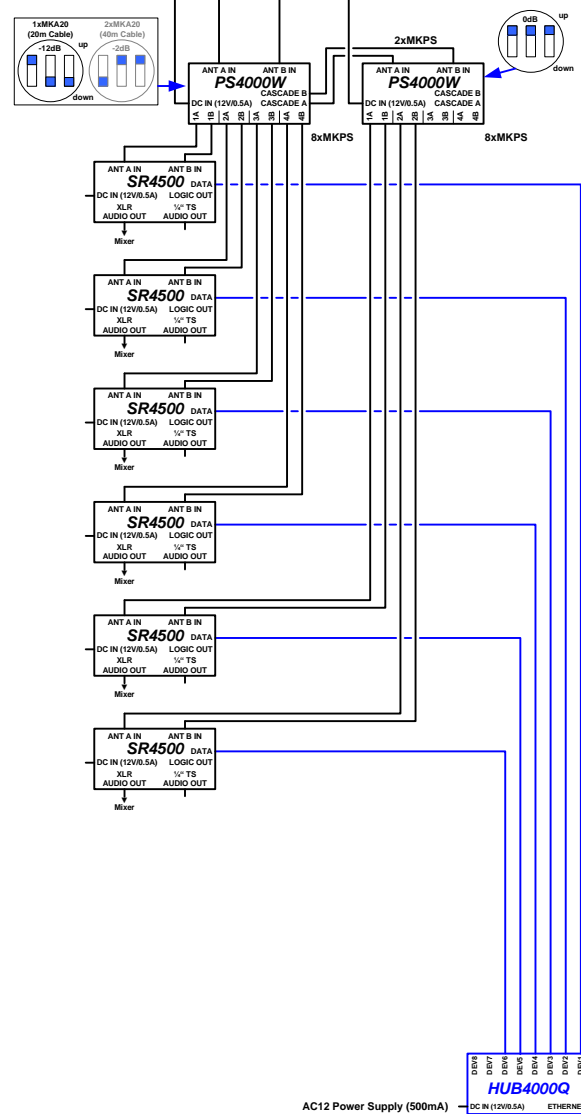 1xMKA20
(20m Cable)
-12dB
up
down
2xMKA20
(40m Cable)
-2dB
0dB
up
down
2xMKPS
ANT A IN ANT B IN
PS4000W
CASCADE B
DC IN (12V/0.5A) CASCADE A
1A 1B 2A 2B 3A 3B 4A 4B
8xMKPS
ANT A IN ANT B IN
PS4000W
CASCADE B
DC IN (12V/0.5A) CASCADE A
1A 1B 2A 2B 3A 3B 4A 4B
8xMKPS
ANT A IN ANT B IN
SR4500 DATA
DC IN (12V/0.5A) LOGIC OUT
XLR ¼" TS
AUDIO OUT AUDIO OUT
Mixer
ANT A IN ANT B IN
SR4500 DATA
DC IN (12V/0.5A) LOGIC OUT
XLR ¼" TS
AUDIO OUT AUDIO OUT
Mixer
ANT A IN ANT B IN
SR4500 DATA
DC IN (12V/0.5A) LOGIC OUT
XLR ¼" TS
AUDIO OUT AUDIO OUT
Mixer
ANT A IN ANT B IN
SR4500 DATA
DC IN (12V/0.5A) LOGIC OUT
XLR ¼" TS
AUDIO OUT AUDIO OUT
Mixer
ANT A IN ANT B IN
SR4500 DATA
DC IN (12V/0.5A) LOGIC OUT
XLR ¼" TS
AUDIO OUT AUDIO OUT
Mixer
ANT A IN ANT B IN
SR4500 DATA
DC IN (12V/0.5A) LOGIC OUT
XLR ¼" TS
AUDIO OUT AUDIO OUT
Mixer
DEV8 DEV7 DEV6 DEV5 DEV4 DEV3 DEV2 DEV1
HUB4000Q
AC12 Power Supply (500mA) DC IN (12V/0.5A) ETHERNE